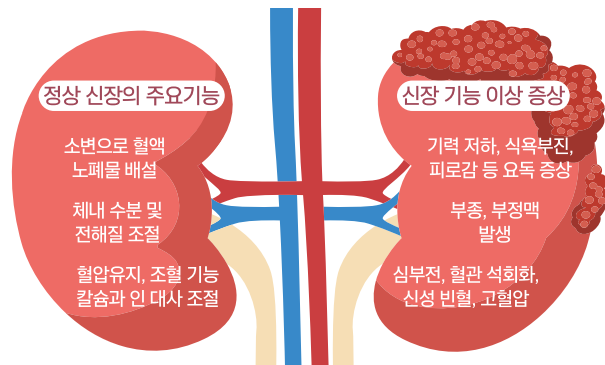 정상 신장의 주요기능
소변으로 혈액
노폐물 배설
체내 수분 및
전해질 조절
혈압유지, 조혈 기능
칼슘과 인 대사 조절
신장 기능 이상 증상
기력 저하, 식욕부진,
피로감 등 요독 증상
부종, 부정맥
발생
심부전, 혈관 석회화,
신성 빈혈, 고혈압